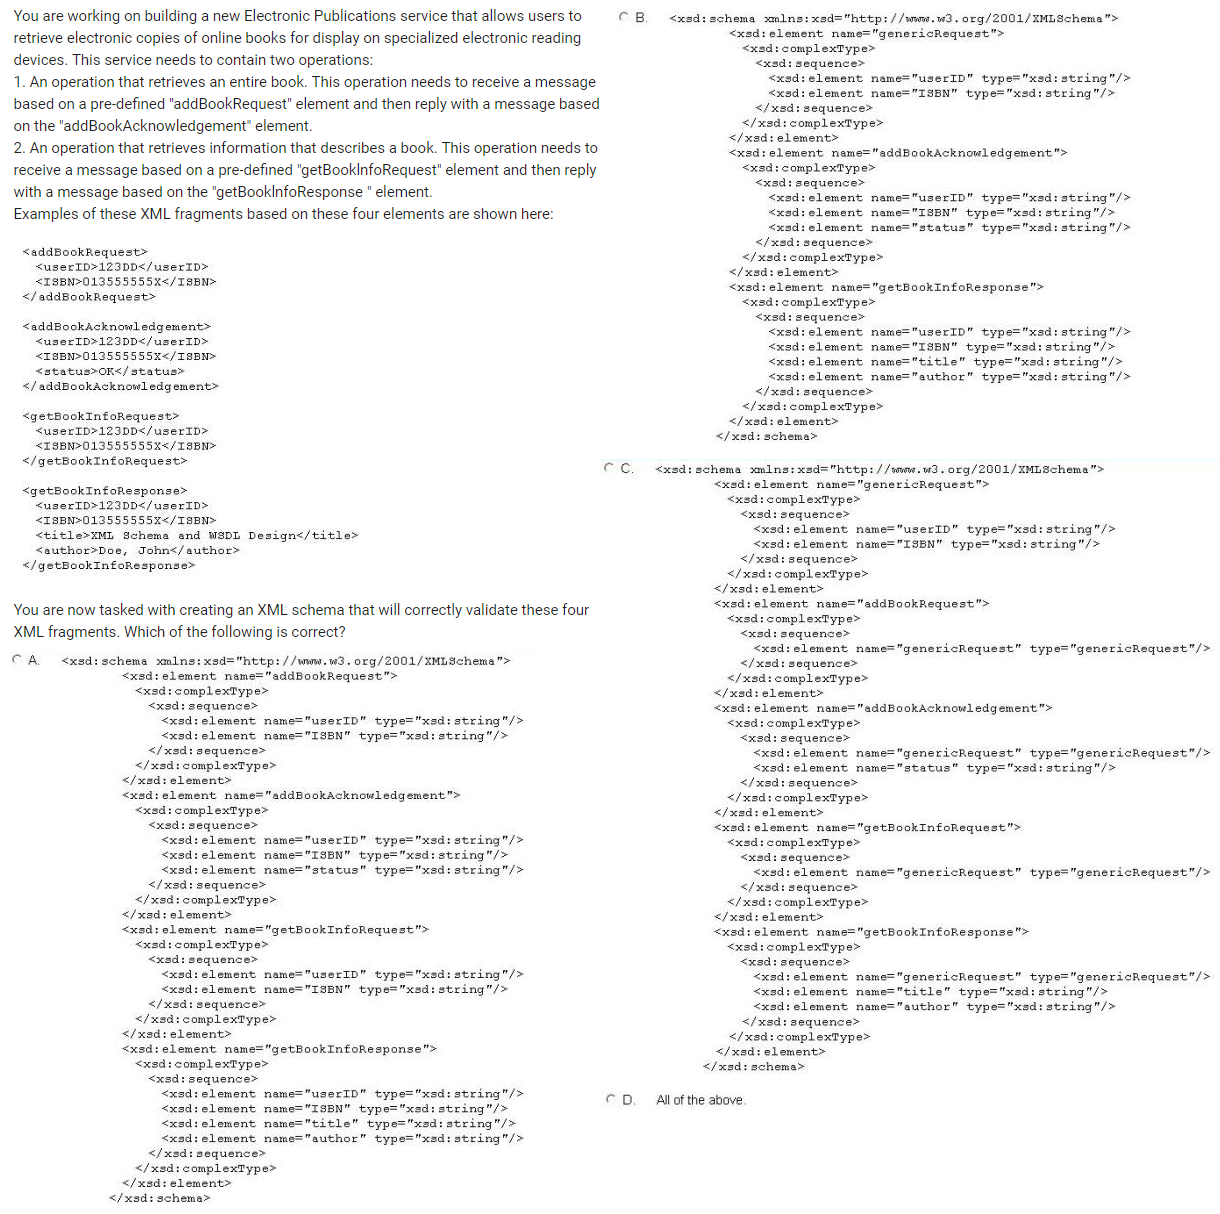 You are working on building a new Electronic Publications service that allows users to
retrieve electronic copies of online books for display on specialized electronic reading
devices. This service needs to contain two operations:
1. An operation that retrieves an entire book. This operation needs to receive a message
based on a pre-defined "addBookRequest" element and then reply with a message based
on the "addBookAcknowledgement" element.
2. An operation that retrieves information that describes a book. This operation needs to
receive a message based on a pre-defined "getBooklnfoRequest" element and then reply
with a message based on the "getBooklnfoResponse " element.
Examples of these XML fragments based on these four elements are shown here:
<addBookRequest>
<userID>123DD</userID>
<ISBN>013555555X</ISBN>
</addBookRequest>
<addBookAcknowledgement>
<userID>123DD</userID>
<ISBN>013555555X</ISBN>
<status>OK</status>
</addBookAcknowledgement>
<getBookInfoRequest>
<userID>123DD</userID>
<ISBN>013555555X</ISBN>
</getBookInfoRequest>
<getBookInfoResponse>
<userID>123DD</userID>
<ISBN>013555555X</ISBN>
<title>XML Schema and WSDL Design</title>
<author>Doe, John</author>
</getBookInfoResponse>
You are now tasked with creating an XML schema that will correctly validate these four
XML fragments. Which of the following is correct?
A. <xsd:schema xmlns:xsd="http://www.w3.org/2001/XMLSchema">
<xsd:element name="addBookRequest">
<xsd:complexType>
<xsd:sequence>
<xsd:element name="userID" type="xsd:string"/>
<xsd:element name="ISBN" type="xsd:string"/>
</xsd:sequence>
</xsd:complexType>
</xsd:element>
<xsd:element name="addBookAcknowledgement">
<xsd:complexType>
<xsd:sequence>
<xsd:element name="userID" type="xsd:string"/>
<xsd:element name="ISBN" type="xsd:string"/>
<xsd:element name="status" type="xsd:string"/>
</xsd:sequence>
</xsd:complexType>
</xsd:element>
<xsd:element name="getBookInfoRequest">
<xsd:complexType>
<xsd:sequence>
<xsd:element name="userID" type="xsd:string"/>
<xsd:element name="ISBN" type="xsd:string"/>
</xsd:sequence>
</xsd:complexType>
</xsd:element>
<xsd:element name="getBookInfoResponse">
<xsd:complexType>
<xsd:sequence>
<xsd:element name="userID" type="xsd:string"/>
<xsd:element name="ISBN" type="xsd:string"/>
<xsd:element name="title" type="xsd:string"/>
<xsd:element name="author" type="xsd:string"/>
</xsd:sequence>
</xsd:complexType>
</xsd:element>
</xsd:schema>
B. <xsd:schema xmlns:xsd="http://www.w3.org/2001/XMLSchema">
<xsd:element name="genericRequest">
<xsd:complexType>
<xsd:sequence>
<xsd:element name="userID" type="xsd:string"/>
<xsd:element name="ISBN" type="xsd:string"/>
</xsd:sequence>
</xsd:complexType>
</xsd:element>
<xsd:element name="addBookAcknowledgement">
<xsd:complexType>
<xsd:sequence>
<xsd:element name="userID" type="xsd:string"/>
<xsd:element name="ISBN" type="xsd:string"/>
<xsd:element name="status" type="xsd:string"/>
</xsd:sequence>
</xsd:complexType>
</xsd:element>
<xsd:element name="getBookInfoResponse">
<xsd:complexType>
<xsd:sequence>
<xsd:element name="userID" type="xsd:string"/>
<xsd:element name="ISBN" type="xsd:string"/>
<xsd:element name="title" type="xsd:string"/>
<xsd:element name="author" type="xsd:string"/>
</xsd:sequence>
</xsd:complexType>
</xsd:element>
</xsd:schema>
C. <xsd:schema xmlns:xsd="http://www.w3.org/2001/XMLSchema">
<xsd:element name="genericRequest">
<xsd:complexType>
<xsd:sequence>
<xsd:element name="userID" type="xsd:string"/>
<xsd:element name="ISBN" type="xsd:string"/>
</xsd:sequence>
</xsd:complexType>
</xsd:element>
<xsd:element name="addBookRequest">
<xsd:complexType>
<xsd:sequence>
<xsd:element name="genericRequest" type="genericRequest"/>
</xsd:sequence>
</xsd:complexType>
</xsd:element>
<xsd:element name="addBookAcknowledgement">
<xsd:complexType>
<xsd:sequence>
<xsd:element name="genericRequest" type="genericRequest"/>
<xsd:element name="status" type="xsd:string"/>
</xsd:sequence>
</xsd:complexType>
</xsd:element>
<xsd:element name="getBookInfoRequest">
<xsd:complexType>
<xsd:sequence>
<xsd:element name="genericRequest" type="genericRequest"/>
</xsd:sequence>
</xsd:complexType>
</xsd:element>
<xsd:element name="getBookInfoResponse">
<xsd:complexType>
<xsd:sequence>
<xsd:element name="genericRequest" type="genericRequest"/>
<xsd:element name="title" type="xsd:string"/>
<xsd:element name="author" type="xsd:string"/>
</xsd:sequence>
</xsd:complexType>
</xsd:element>
</xsd:schema>
D. All of the above.